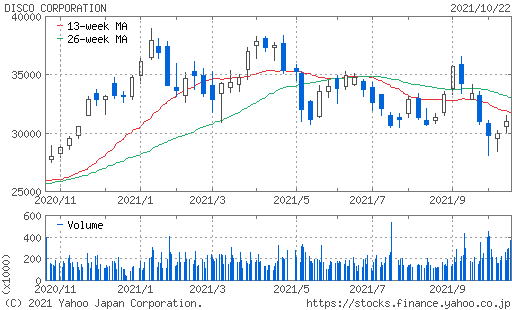 DISCO CORPORATION 2021/10/22
40000
13-week MA
26-week MA
35000
30000
25000
2020/11 2021/1 2021/3 2021/5 2021/7 2021/9
600
Volume
400
200
0
(x1000)
2020/11 2021/1 2021/3 2021/5 2021/7 2021/9
(C) 2021 Yahoo Japan Corporation. https://stocks.finance.yahoo.co.jp/